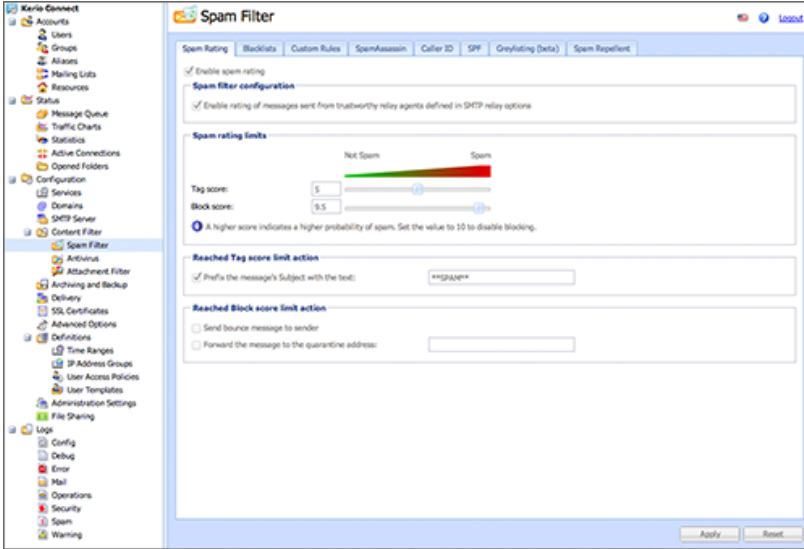 Kerio Connect
Accounts
Users
Groups
Aliases
Mailing Lists
Resources
Status
Message Queue
Traffic Charts
Statistics
Active Connections
Opened Folders
Configuration
Services
Domains
SMTP Server
Content Filter
Spam Filter
Antivirus
Attachment Filter
Archiving and Backup
Delivery
SSL Certificates
Advanced Options
Definitions
Time Ranges
IP Address Groups
User Access Policies
User Templates
Administration Settings
File Sharing
Logs
Config
Debug
Error
Mail
Operations
Security
Spam
Warning
Spam Filter
Logout
Spam Rating Blacklists Custom Rules SpamAssassin Caller ID SPF Greylisting (beta) Spam Repellent
Enable spam rating
Spam filter configuration
Enable rating of messages sent from trustworthy relay agents defined in SMTP relay options
Spam rating limits
Not Spam Spam
Tag score: 5
Block score: 9.5
A higher score indicates a higher probability of spam. Set the value to 10 to disable blocking.
Reached Tag score limit action
Prefix the message's Subject with the text: **SPAM**
Reached Block score limit action
Send bounce message to sender
Forward the message to the quarantine address:
Apply Reset